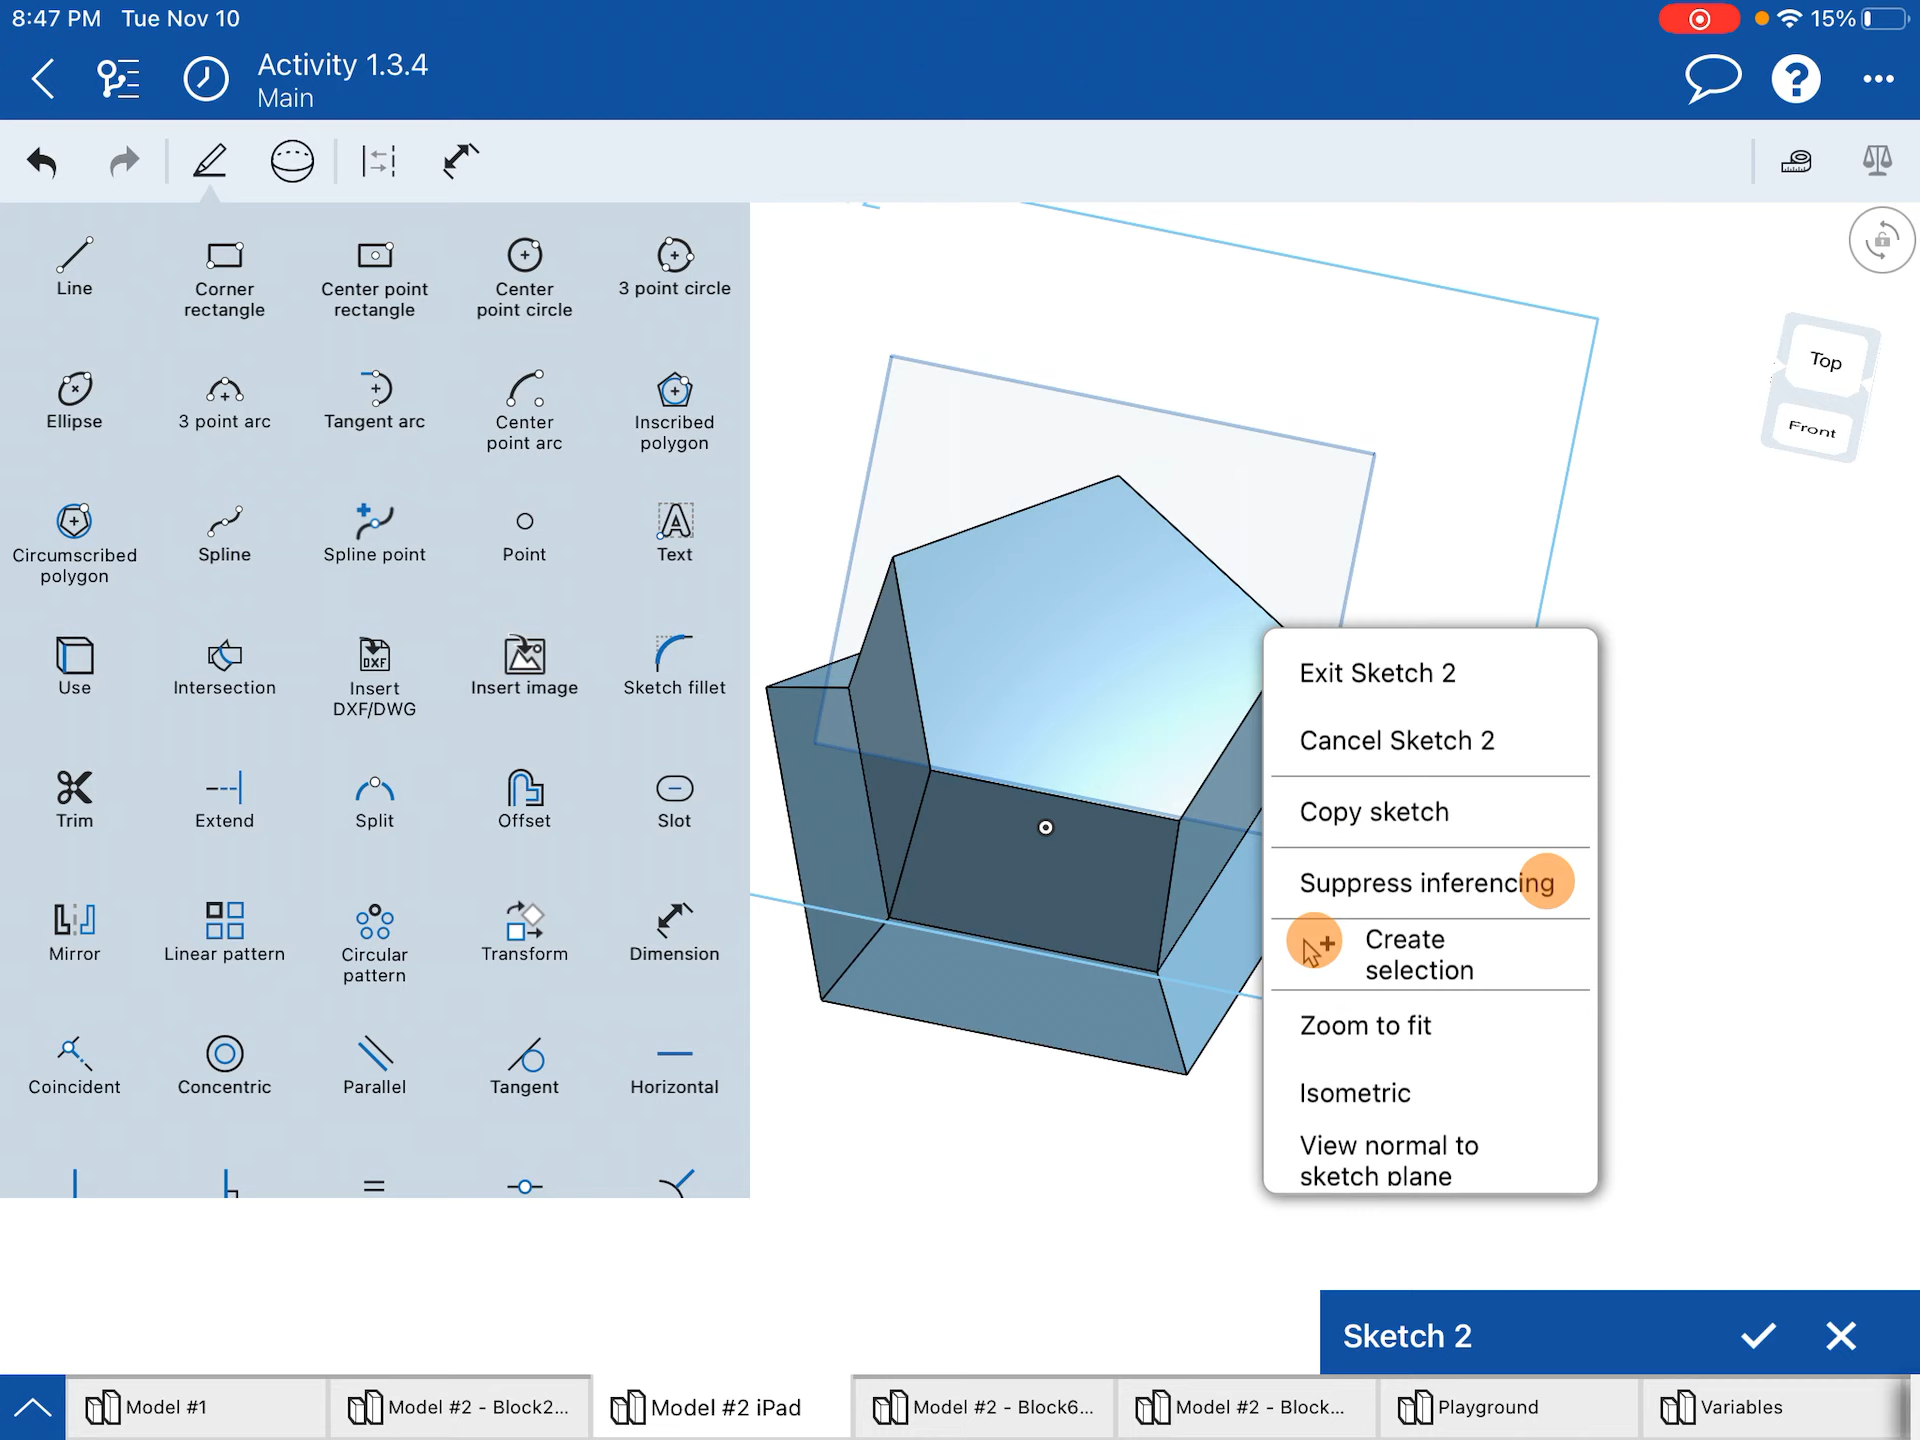 8:47 PM Tue Nov 10
15%
Activity 1.3.4
Main
Line
Corner
rectangle
Center point
rectangle
Center
point circle
3 point circle
Ellipse
3 point arc
Tangent arc
Center
point arc
Inscribed
polygon
Circumscribed
polygon
Spline
Spline point
Point
Text
Use
Intersection
DXF
Insert
DXF/DWG
Insert image
Sketch fillet
Trim
Extend
Split
Offset
Slot
Mirror
Linear pattern
Circular
pattern
Transform
Dimension
Coincident
Concentric
Parallel
Tangent
Horizontal
Top
Front
Exit Sketch 2
Cancel Sketch 2
Copy sketch
Suppress inferencing
Create
selection
Zoom to fit
Isometric
View normal to
sketch plane
Sketch 2
Model #1
Model #2 - Block2...
Model #2 iPad
Model #2 - Block6...
Model #2 - Block...
Playground
Variables